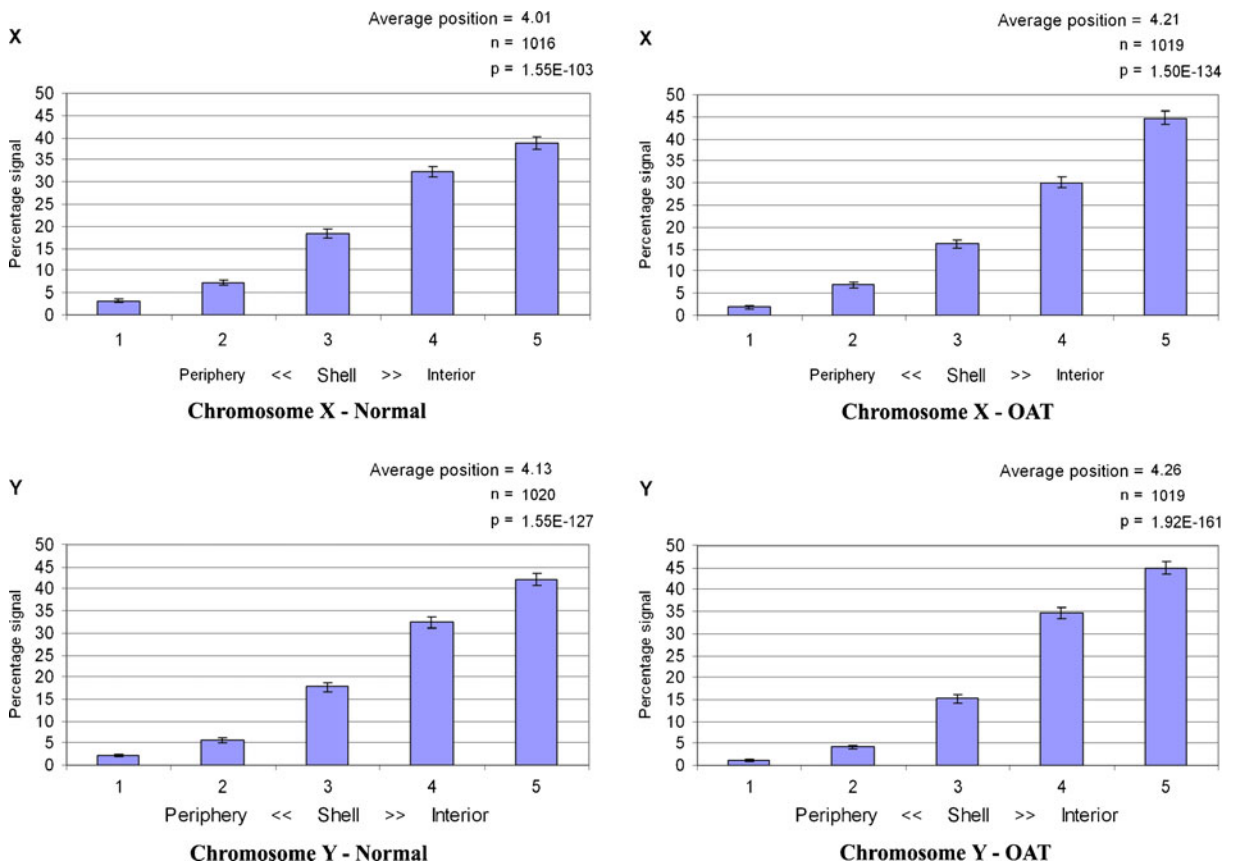 Average position = 4.01
X
n = 1016
p = 1.55E-103
Percentage signal
50
45
40
35
30
25
20
15
10
5
0
1 2 3 4 5
Periphery << Shell >> Interior
Chromosome X - Normal
Average position = 4.21
X
n = 1019
p = 1.50E-134
Percentage signal
50
45
40
35
30
25
20
15
10
5
0
1 2 3 4 5
Periphery << Shell >> Interior
Chromosome X - OAT
Average position = 4.13
Y
n = 1020
p = 1.55E-127
Percentage signal
50
45
40
35
30
25
20
15
10
5
0
1 2 3 4 5
Periphery << Shell >> Interior
Chromosome Y - Normal
Average position = 4.26
Y
n = 1019
p = 1.92E-161
Percentage signal
50
45
40
35
30
25
20
15
10
5
0
1 2 3 4 5
Periphery << Shell >> Interior
Chromosome Y - OAT